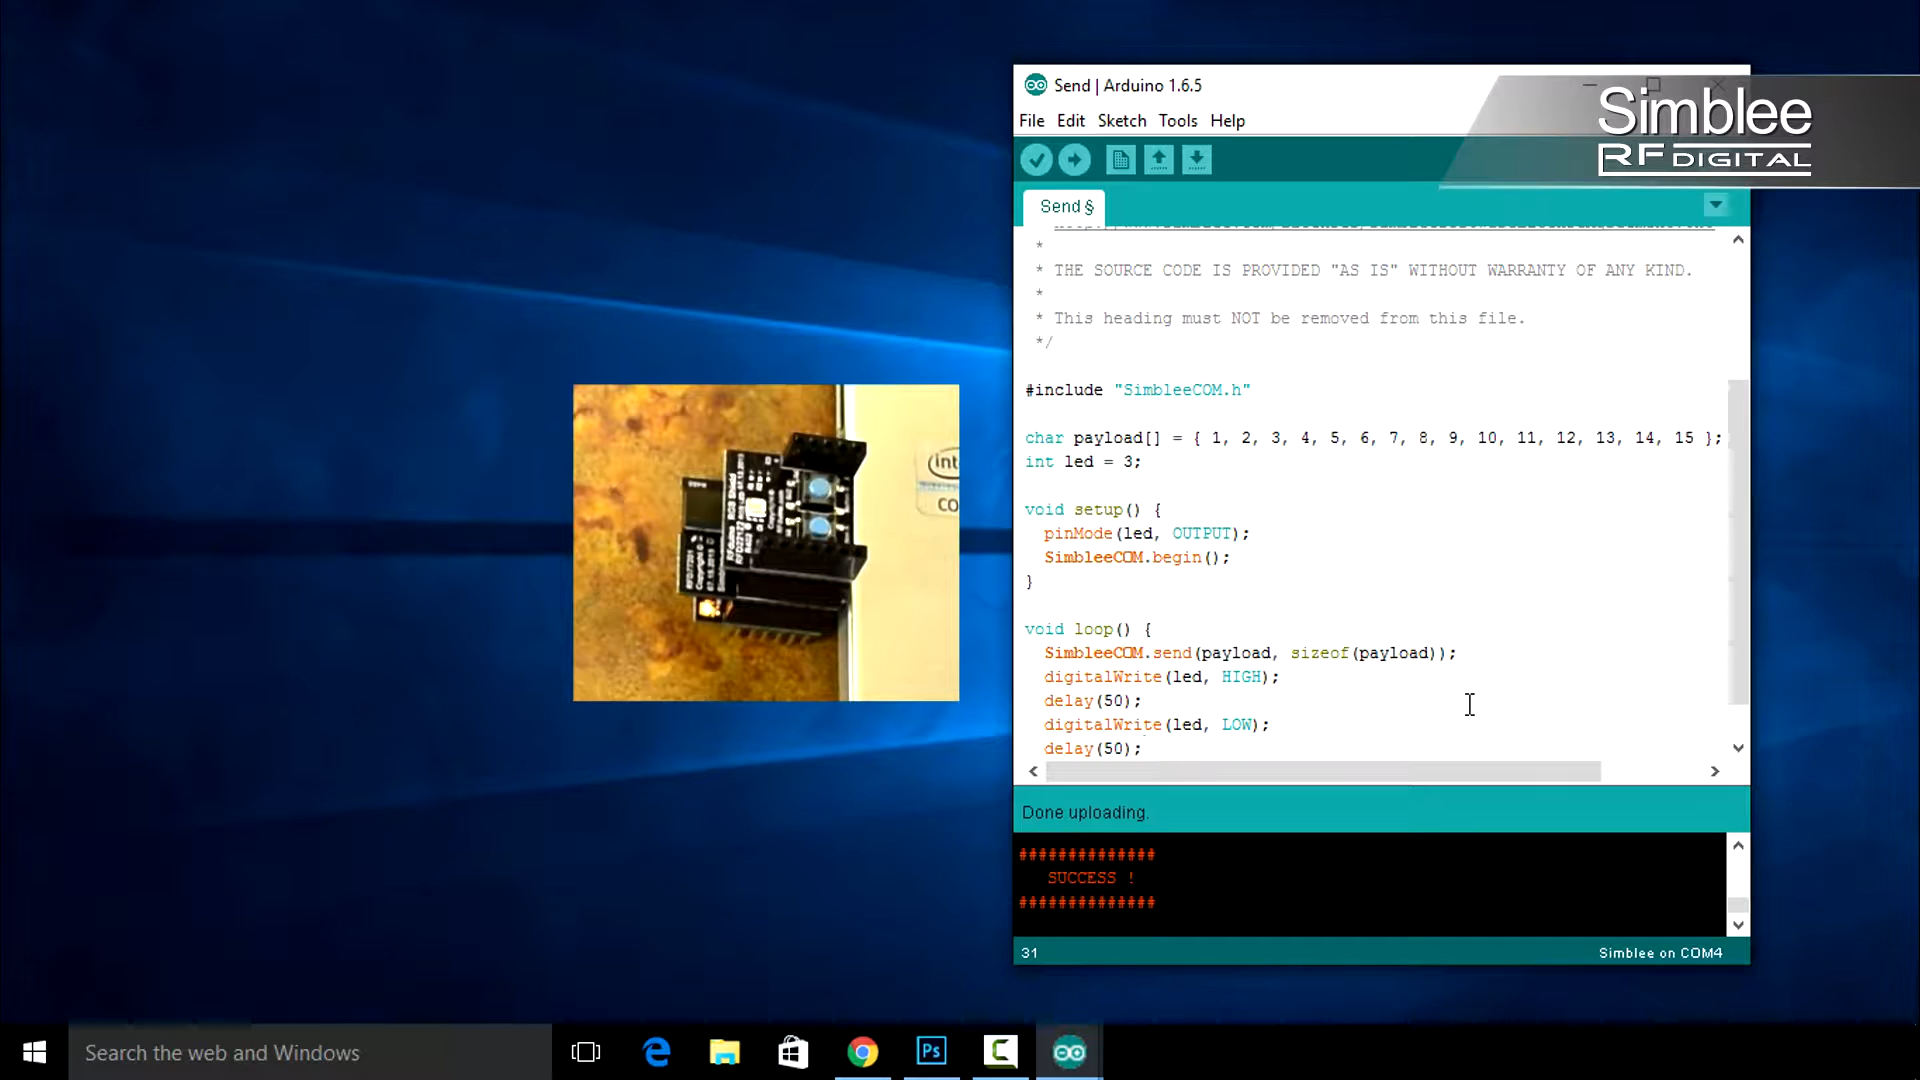 Send | Arduino 1.6.5
Simblee
RF DIGITAL
File Edit Sketch Tools Help
Send §
*
* THE SOURCE CODE IS PROVIDED "AS IS" WITHOUT WARRANTY OF ANY KIND.
*
* This heading must NOT be removed from this file.
*/
#include "SimbleeCOM.h"
char payload[] = { 1, 2, 3, 4, 5, 6, 7, 8, 9, 10, 11, 12, 13, 14, 15 };
int led = 3;
void setup() {
pinMode(led, OUTPUT);
SimbleeCOM.begin();
}
void loop() {
SimbleeCOM.send(payload, sizeof(payload));
digitalWrite(led, HIGH);
delay(50);
digitalWrite(led, LOW);
delay(50);
Done uploading.
##############
SUCCESS !
##############
31
Simblee on COM4
Search the web and Windows
Ps